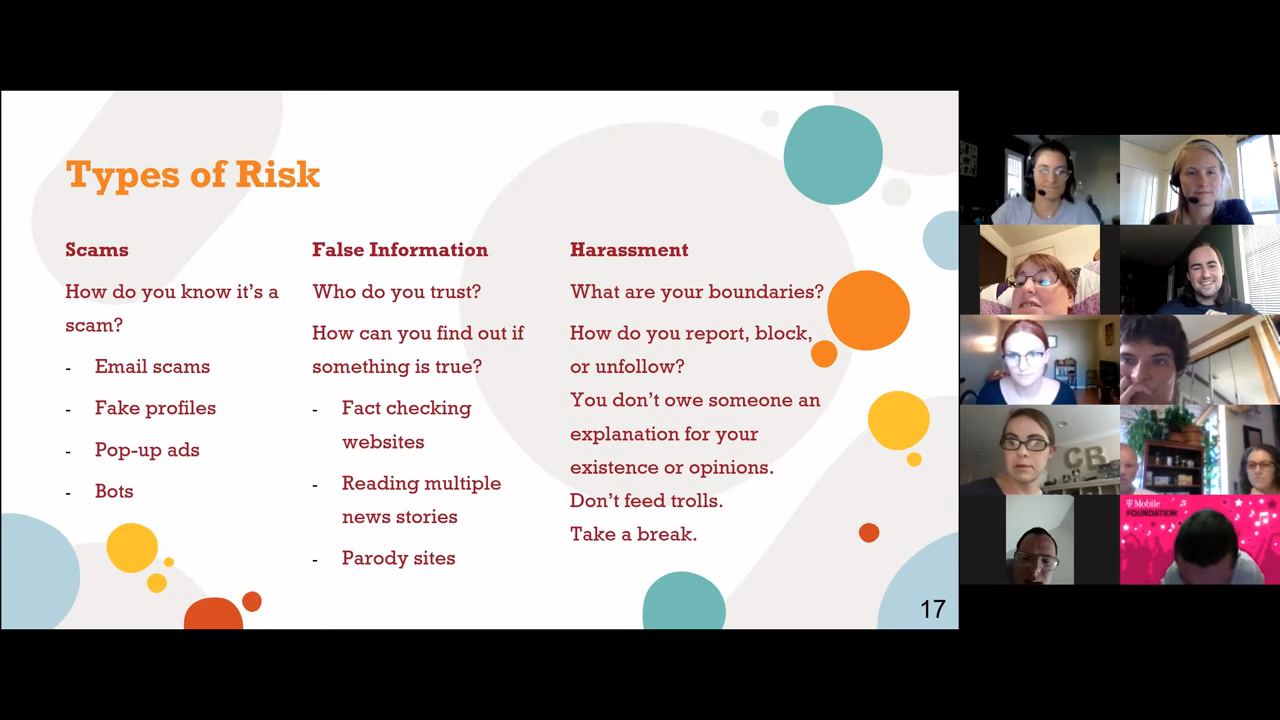 Types of Risk
Scams
How do you know it's a
scam?
- Email scams
- Fake profiles
- Pop-up ads
- Bots
False Information
Who do you trust?
How can you find out if
something is true?
- Fact checking
websites
- Reading multiple
news stories
- Parody sites
Harassment
What are your boundaries?
How do you report, block,
or unfollow?
You don't owe someone an
explanation for your
existence or opinions.
Don't feed trolls.
Take a break.
17
CB
T Mobile
FOUNDATION